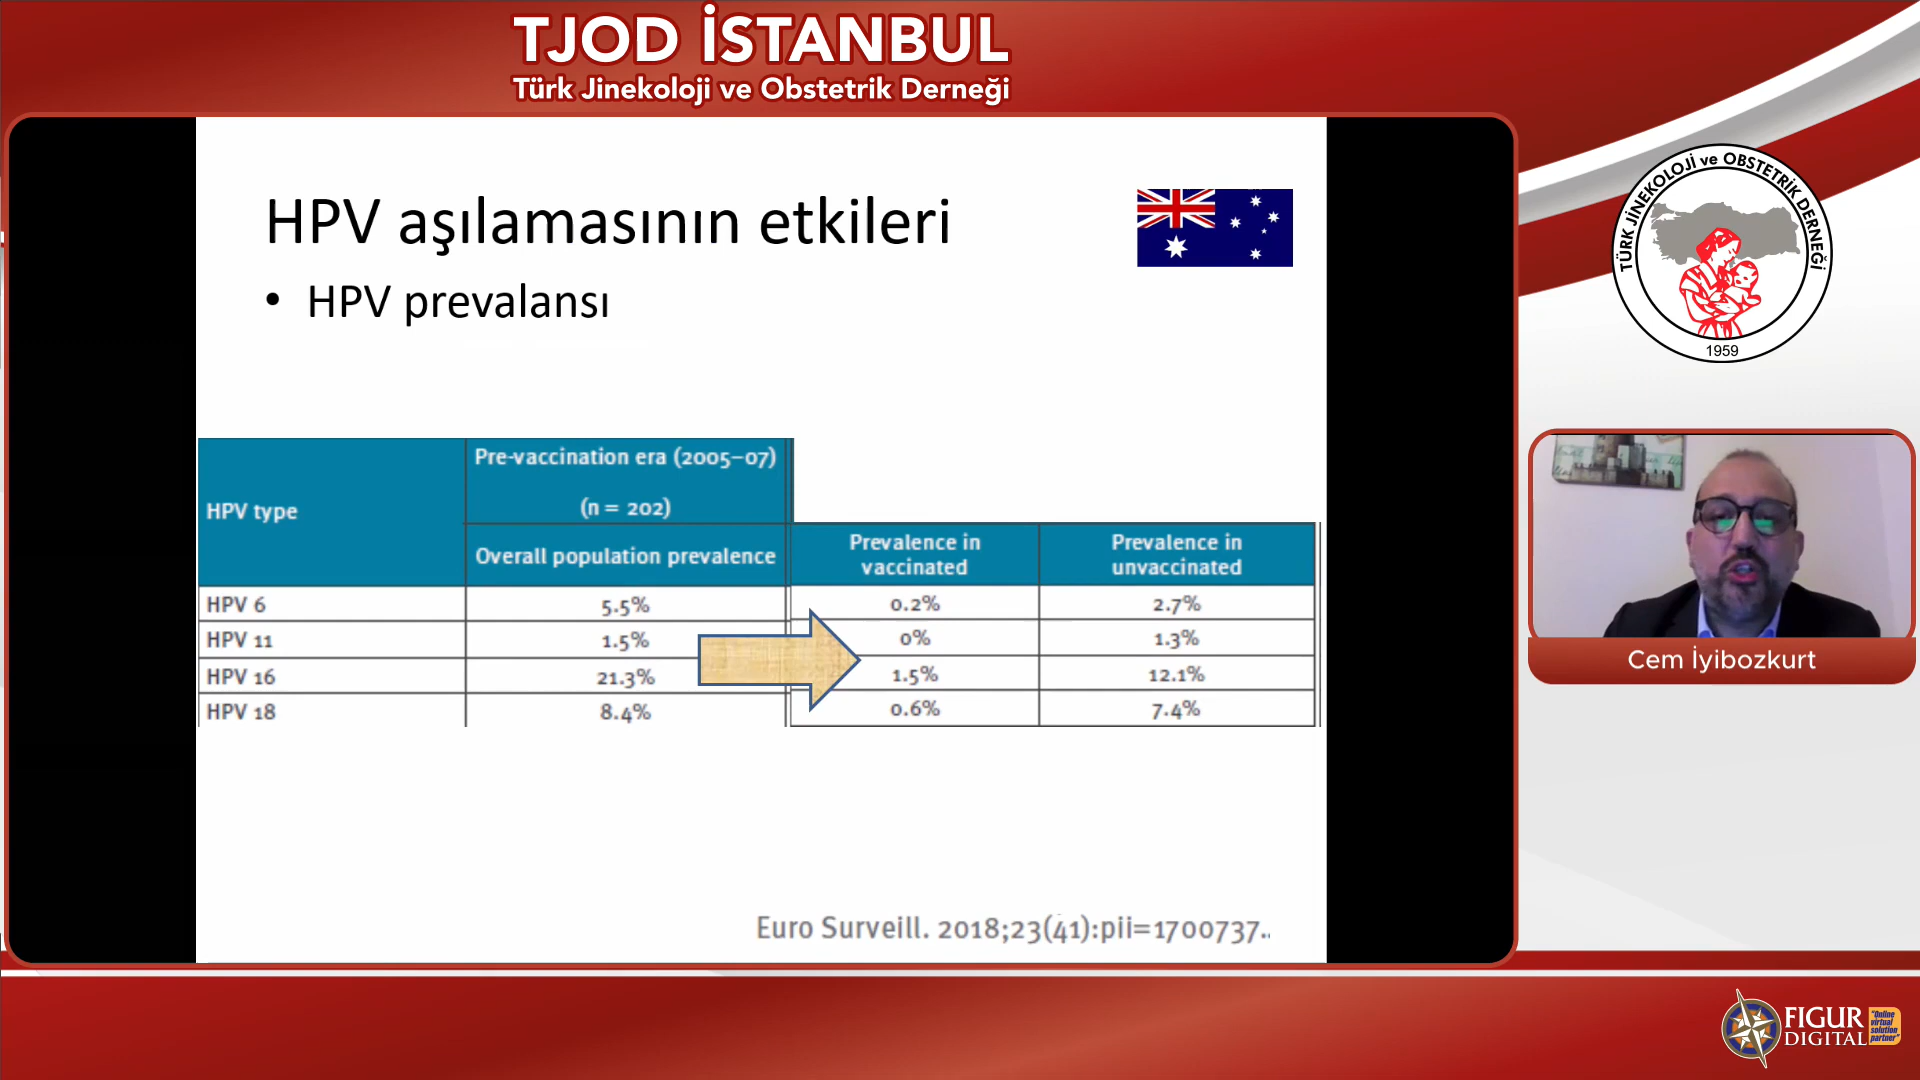 TJOD İSTANBUL
Türk Jinekoloji ve Obstetrik Derneği
HPV aşılamasının etkileri
• HPV prevalansı
HPV type
Pre-vaccination era (2005–07)
(n = 202)
Overall population prevalence
Prevalence in
vaccinated
Prevalence in
unvaccinated
HPV 6 5.5% 0.2% 2.7%
HPV 11 1.5% 0% 1.3%
HPV 16 21.3% 1.5% 12.1%
HPV 18 8.4% 0.6% 7.4%
Euro Surveill. 2018;23(41):pii=1700737..
TÜRK JİNEKOLOJİ ve OBSTETRİK DERNEĞİ
1959
Cem İyibozkurt
FIGUR
DIGITAL
"Online
virtual
solution
partner"